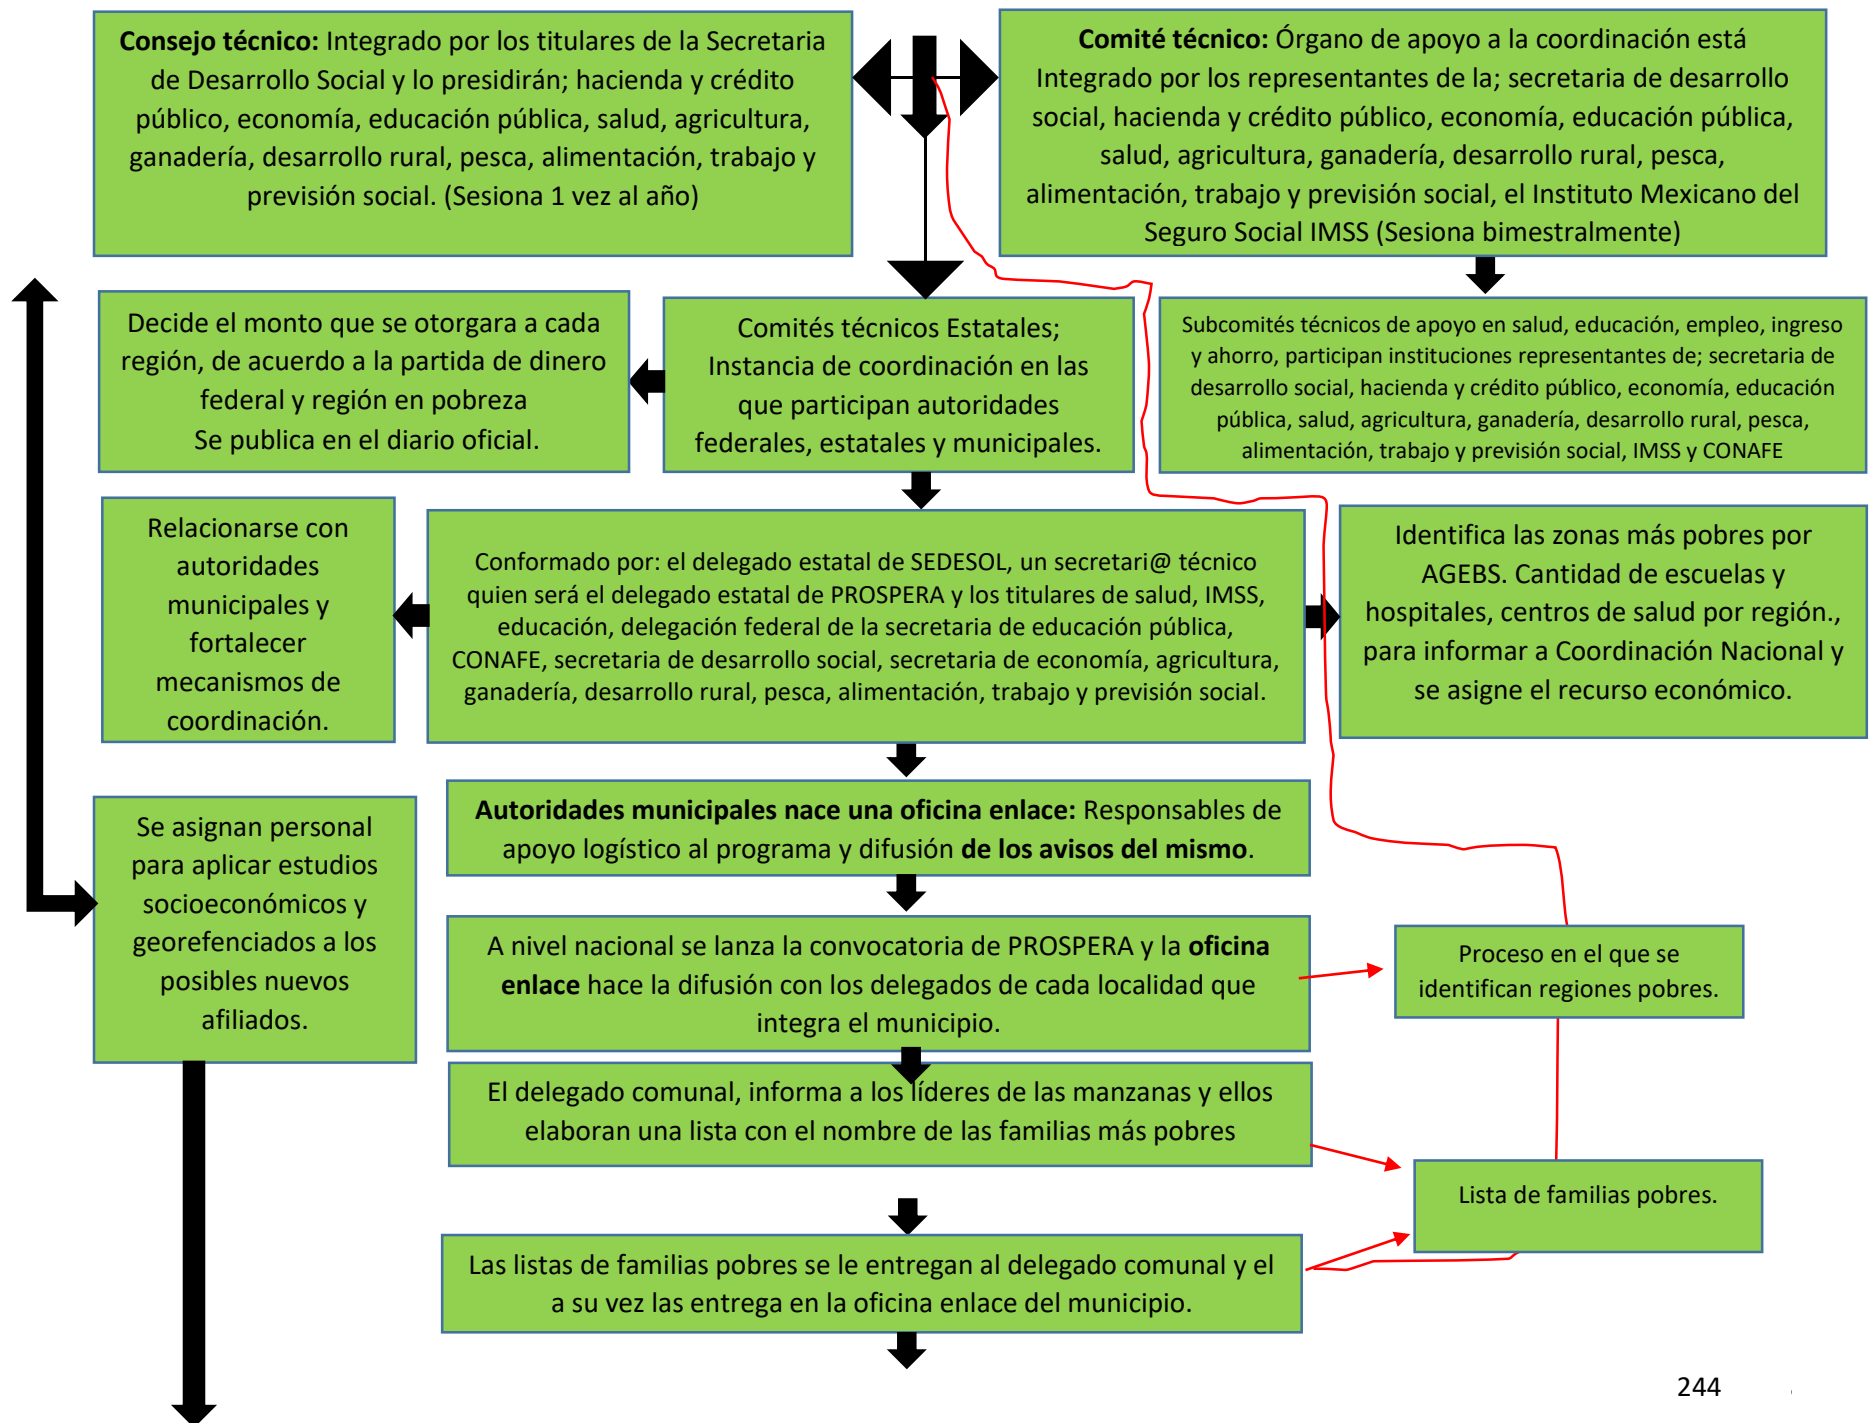 Consejo técnico: Integrado por los titulares de la Secretaria
de Desarrollo Social y lo presidirán; hacienda y crédito
público, economía, educación pública, salud, agricultura,
ganadería, desarrollo rural, pesca, alimentación, trabajo y
previsión social. (Sesiona 1 vez al año)
Comité técnico: Órgano de apoyo a la coordinación está
Integrado por los representantes de la; secretaria de desarrollo
social, hacienda y crédito público, economía, educación pública,
salud, agricultura, ganadería, desarrollo rural, pesca,
alimentación, trabajo y previsión social, el Instituto Mexicano del
Seguro Social IMSS (Sesiona bimestralmente)
Decide el monto que se otorgara a cada
región, de acuerdo a la partida de dinero
federal y región en pobreza
Se publica en el diario oficial.
Comités técnicos Estatales;
Instancia de coordinación en las
que participan autoridades
federales, estatales y municipales.
Subcomités técnicos de apoyo en salud, educación, empleo, ingreso
y ahorro, participan instituciones representantes de; secretaria de
desarrollo social, hacienda y crédito público, economía, educación
pública, salud, agricultura, ganadería, desarrollo rural, pesca,
alimentación, trabajo y previsión social, IMSS y CONAFE
Relacionarse con
autoridades
municipales y
fortalecer
mecanismos de
coordinación.
Conformado por: el delegado estatal de SEDESOL, un secretari@ técnico
quien será el delegado estatal de PROSPERA y los titulares de salud, IMSS,
educación, delegación federal de la secretaria de educación pública,
CONAFE, secretaria de desarrollo social, secretaria de economía, agricultura,
ganadería, desarrollo rural, pesca, alimentación, trabajo y previsión social.
Identifica las zonas más pobres por
AGEBS. Cantidad de escuelas y
hospitales, centros de salud por región.,
para informar a Coordinación Nacional y
se asigne el recurso económico.
Se asignan personal
para aplicar estudios
socioeconómicos y
georefenciados a los
posibles nuevos
afiliados.
Autoridades municipales nace una oficina enlace: Responsables de
apoyo logístico al programa y difusión de los avisos del mismo.
A nivel nacional se lanza la convocatoria de PROSPERA y la oficina
enlace hace la difusión con los delegados de cada localidad que
integra el municipio.
Proceso en el que se
identifican regiones pobres.
El delegado comunal, informa a los líderes de las manzanas y ellos
elaboran una lista con el nombre de las familias más pobres
Lista de familias pobres.
Las listas de familias pobres se le entregan al delegado comunal y el
a su vez las entrega en la oficina enlace del municipio.
244